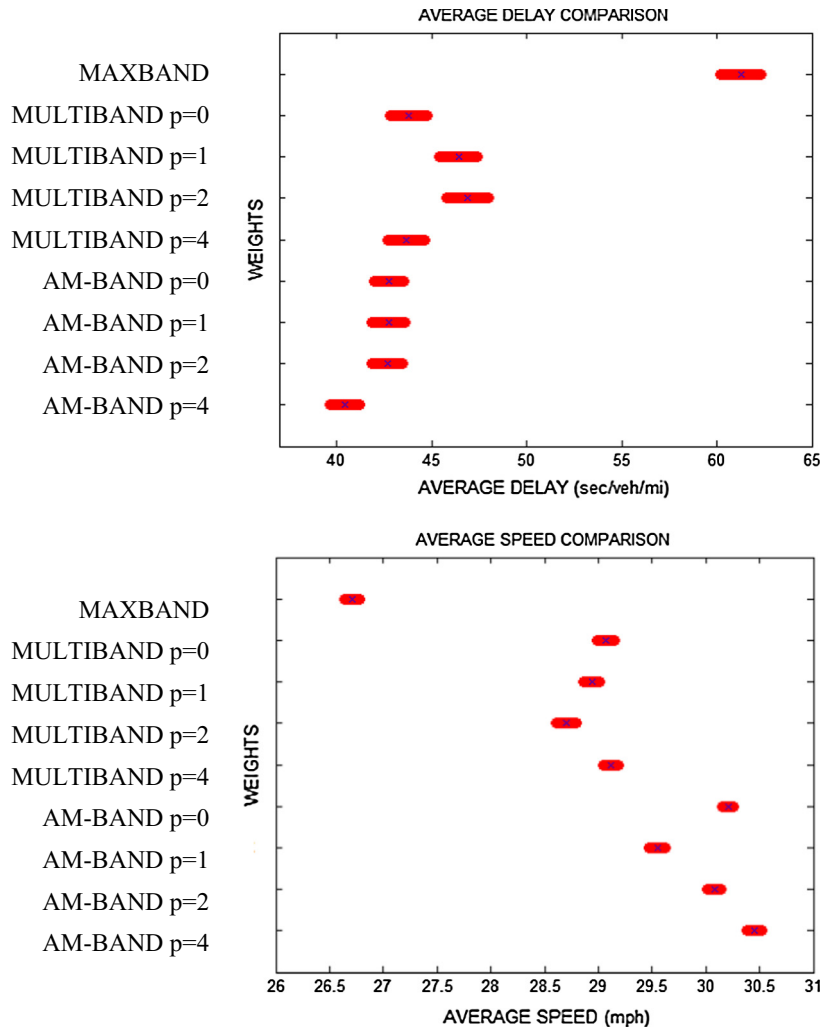 AVERAGE DELAY COMPARISON
MAXBAND
MULTIBAND p=0
MULTIBAND p=1
MULTIBAND p=2
MULTIBAND p=4
AM-BAND p=0
AM-BAND p=1
AM-BAND p=2
AM-BAND p=4
WEIGHTS
40 45 50 55 60 65
AVERAGE DELAY (sec/veh/mi)
AVERAGE SPEED COMPARISON
MAXBAND
MULTIBAND p=0
MULTIBAND p=1
MULTIBAND p=2
MULTIBAND p=4
AM-BAND p=0
AM-BAND p=1
AM-BAND p=2
AM-BAND p=4
WEIGHTS
26 26.5 27 27.5 28 28.5 29 29.5 30 30.5 31
AVERAGE SPEED (mph)